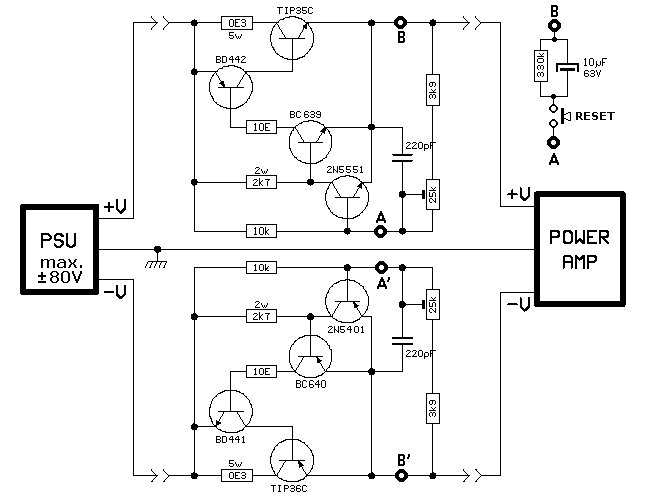 TIP35C
B
0E3
5w
B
BD442
330k
10µF
63V
3k9
10E
BC639
RESET
220pF
A
2w
2k7
2N5551
25k
+U
+U
A
10k
PSU
max.
±80V
POWER
AMP
-U
-U
10k
A'
25k
2w
2k7
2N5401
220pF
10E
BC640
3k9
BD441
5w
0E3
B'
TIP36C